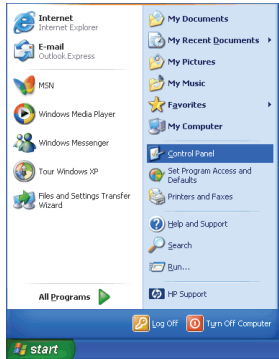 Internet
Internet Explorer
E-mail
Outlook Express
MSN
Windows Media Player
Windows Messenger
Tour Windows XP
Files and Settings Transfer
Wizard
All Programs
My Documents
My Recent Documents
My Pictures
My Music
Favorites
My Computer
Control Panel
Set Program Access and
Defaults
Printers and Faxes
Help and Support
Search
Run...
HP Support
Log Off
Turn Off Computer
start